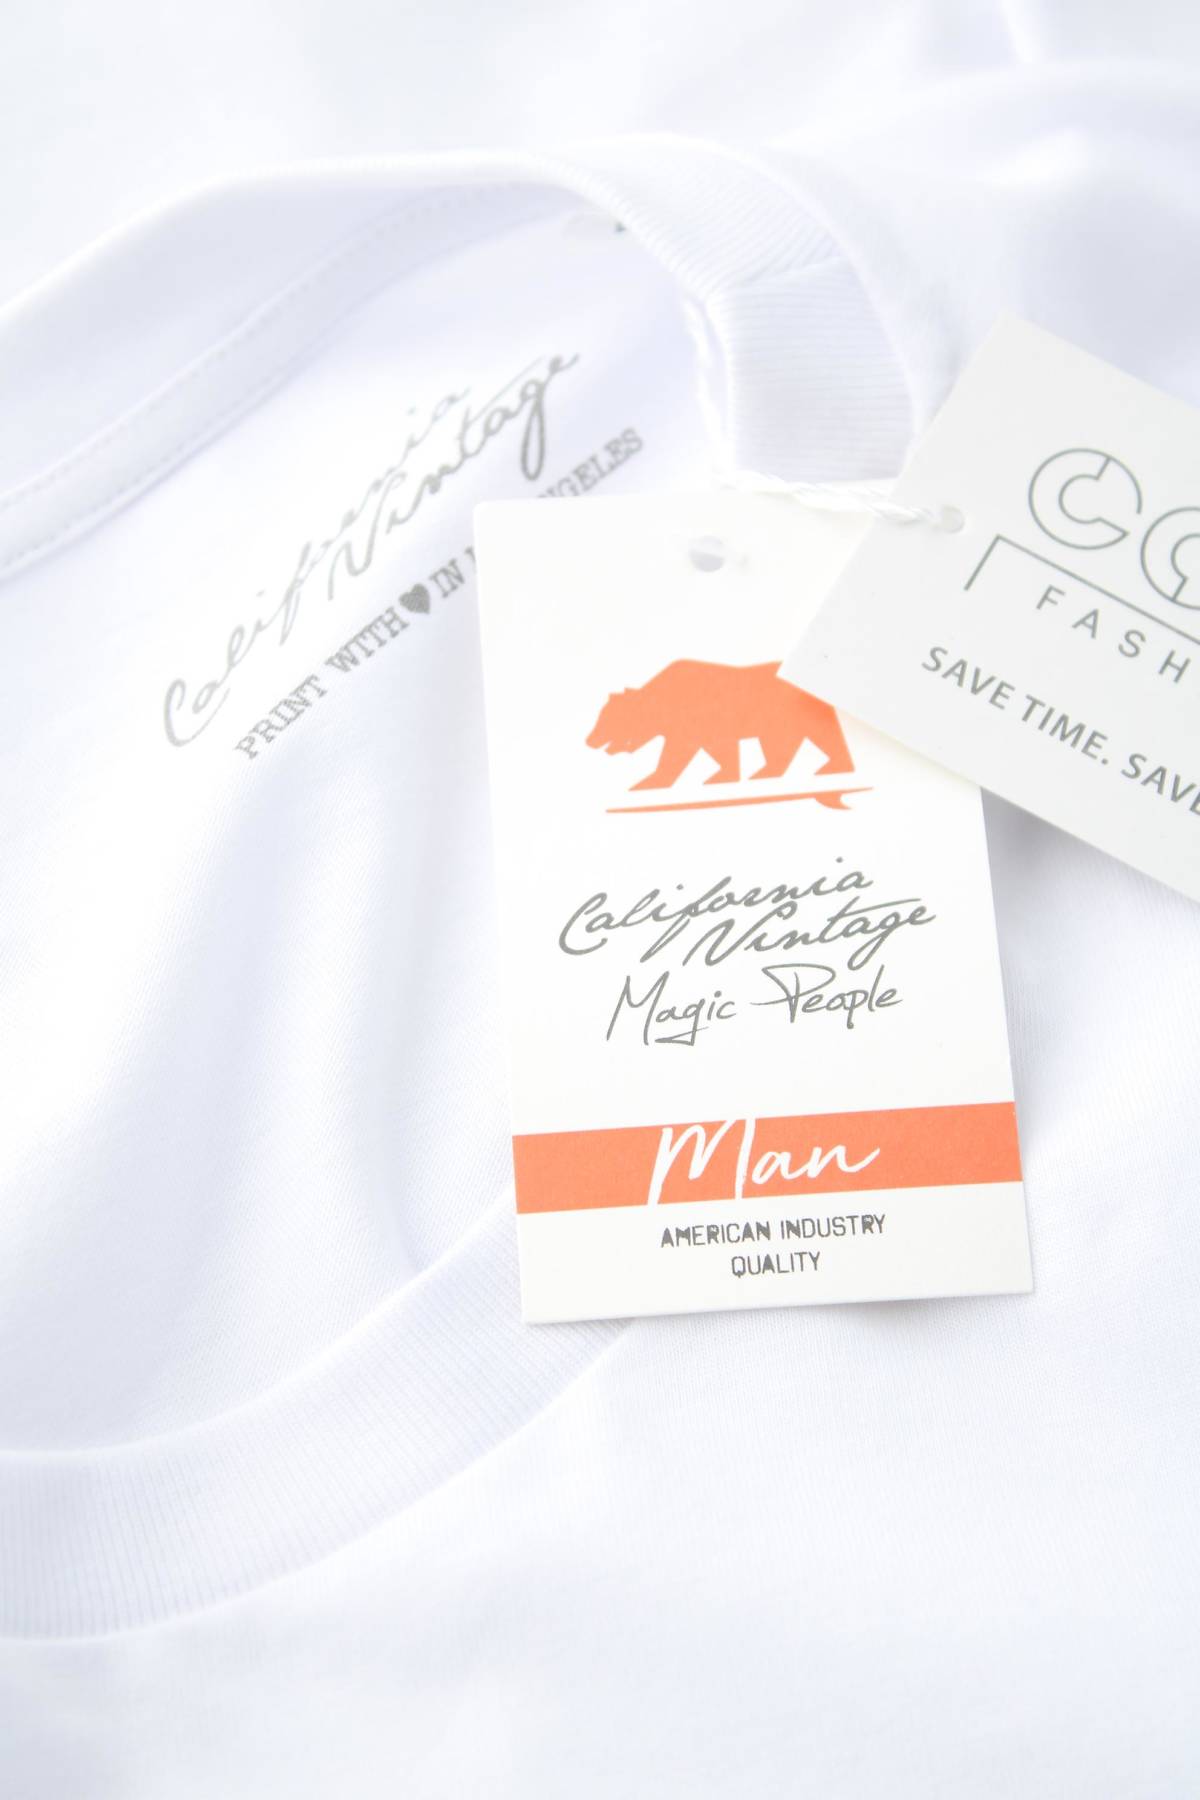 California
Vintage
PRINT WITH ♥ IN
California
Vintage
Magic People
Man
AMERICAN INDUSTRY
QUALITY
FASH
SAVE TIME. SAVE